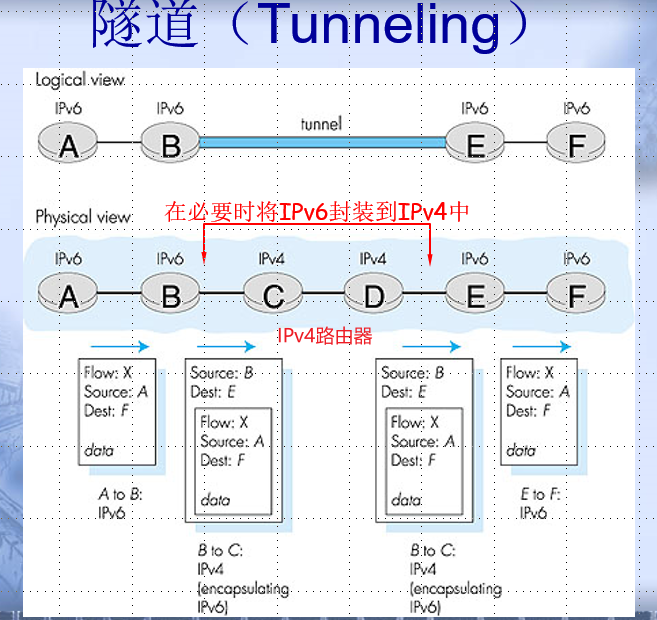 隧道（Tunneling）
Logical view
IPv6 IPv6 IPv6 IPv6
tunnel
A B E F
在必要时将IPv6封装到IPv4中
Physical view
IPv6 IPv6 IPv4 IPv4 IPv6 IPv6
A B C D E F
IPv4路由器
Flow: X
Source: A
Dest: F
data
A to B:
IPv6
Source: B
Dest: E
Flow: X
Source: A
Dest: F
data
B to C:
IPv4
(encapsulating
IPv6)
Source: B
Dest: E
Flow: X
Source: A
Dest: F
data
B to C:
IPv4
(encapsulating
IPv6)
Flow: X
Source: A
Dest: F
data
E to F:
IPv6